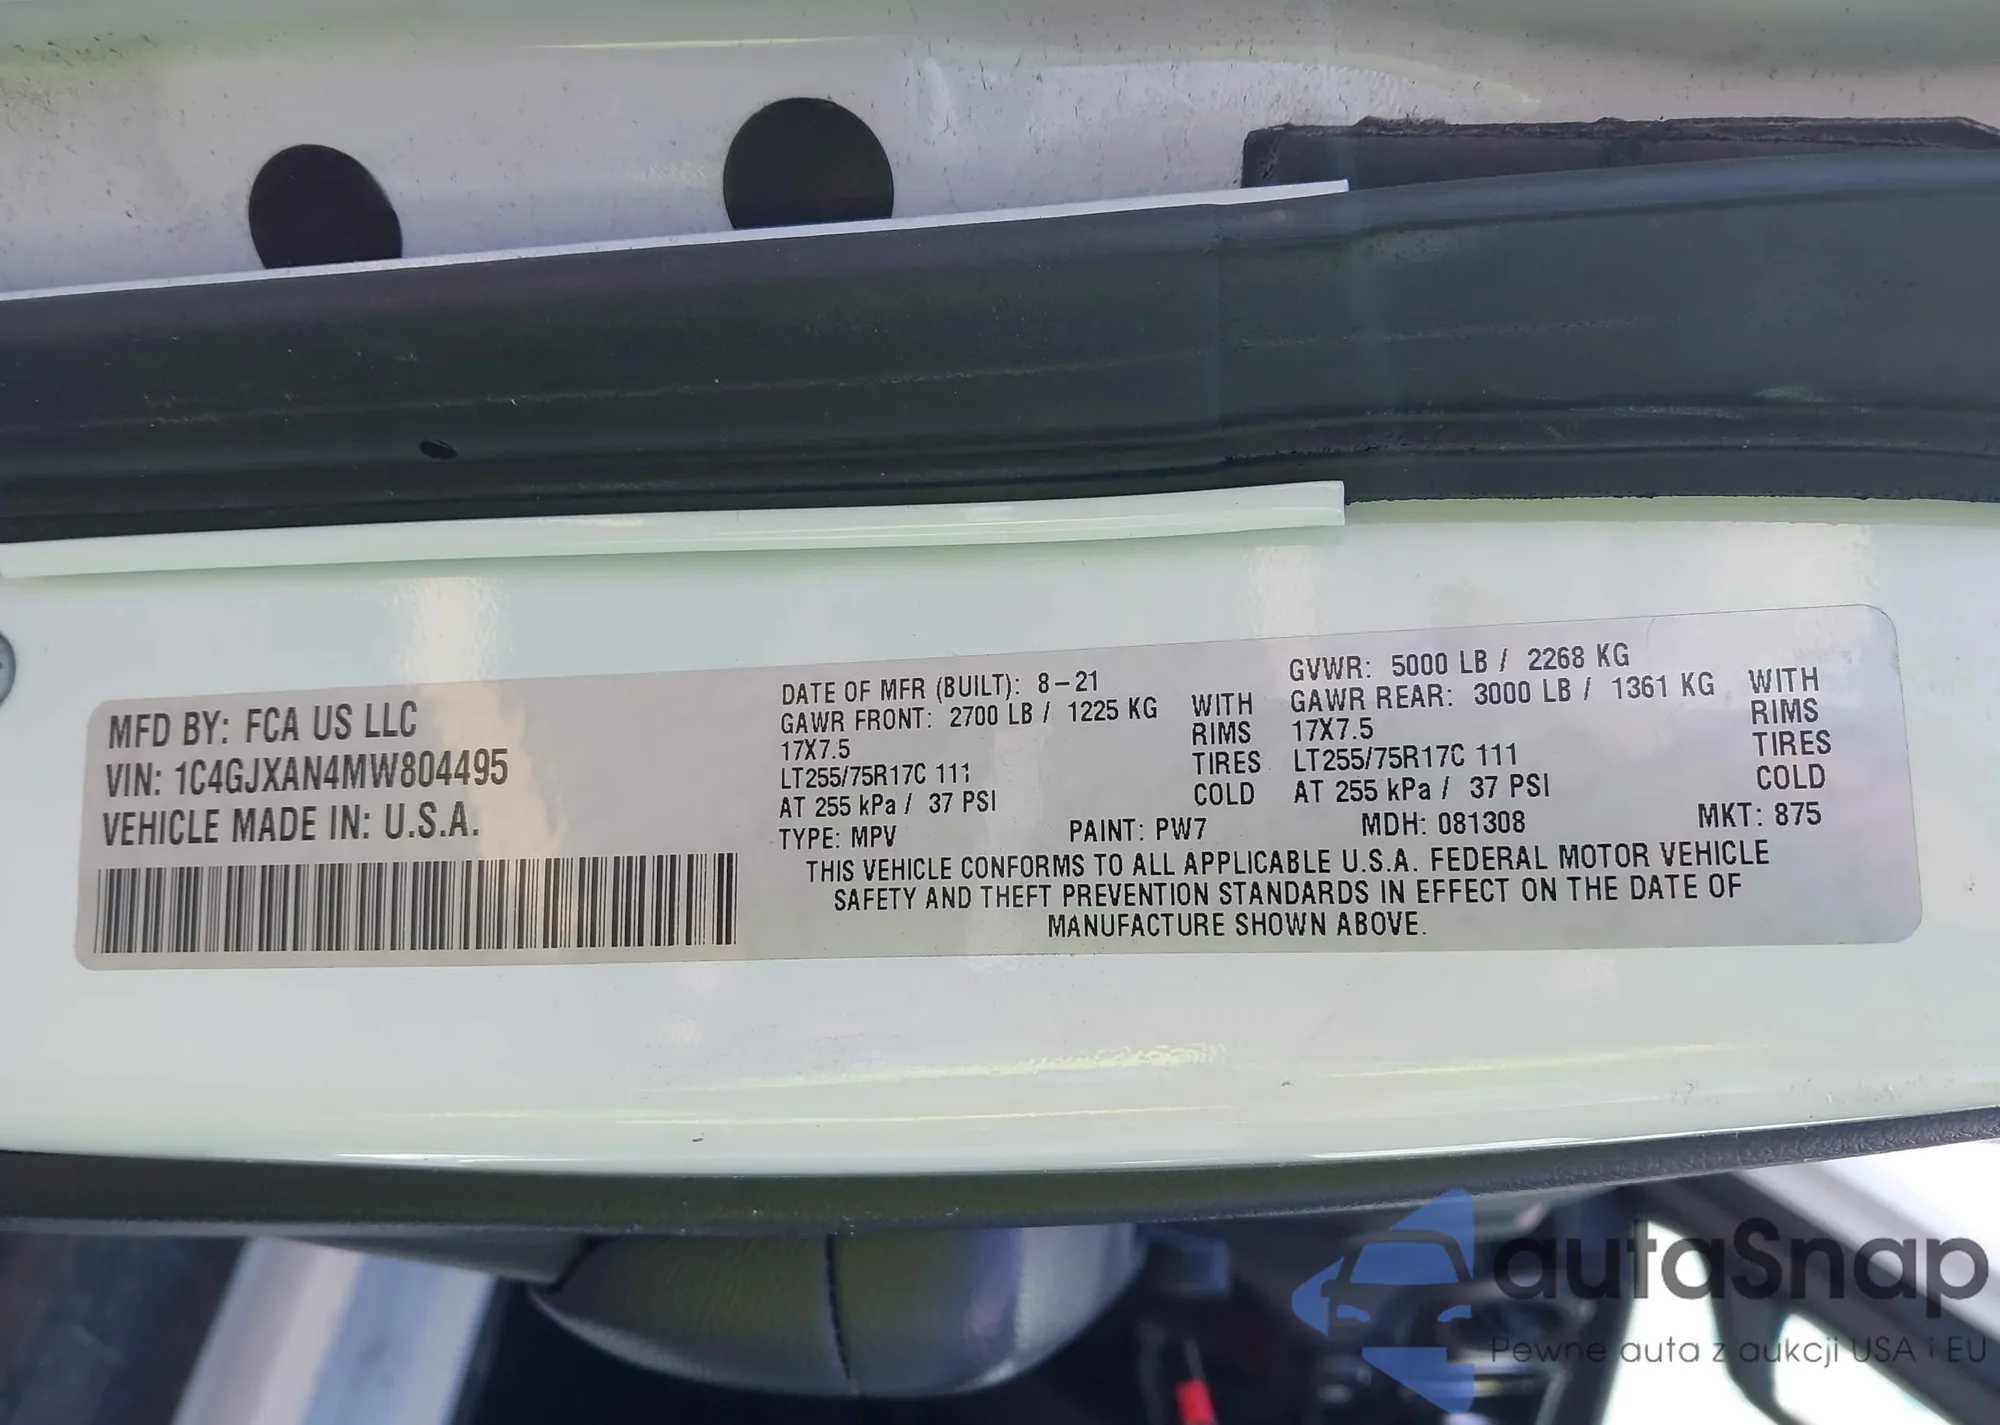 MFD BY: FCA US LLC
VIN: 1C4GJXAN4MW804495
VEHICLE MADE IN: U.S.A.
DATE OF MFR (BUILT): 8-21
GAWR FRONT: 2700 LB / 1225 KG WITH
17X7.5 RIMS
LT255/75R17C 111 TIRES
AT 255 kPa / 37 PSI COLD
GVWR: 5000 LB / 2268 KG
GAWR REAR: 3000 LB / 1361 KG WITH
17X7.5 RIMS
LT255/75R17C 111 TIRES
AT 255 kPa / 37 PSI COLD
TYPE: MPV PAINT: PW7 MDH: 081308 MKT: 875
THIS VEHICLE CONFORMS TO ALL APPLICABLE U.S.A. FEDERAL MOTOR VEHICLE
SAFETY AND THEFT PREVENTION STANDARDS IN EFFECT ON THE DATE OF
MANUFACTURE SHOWN ABOVE.
autaSnap
Pewne auta z aukcji USA i EU